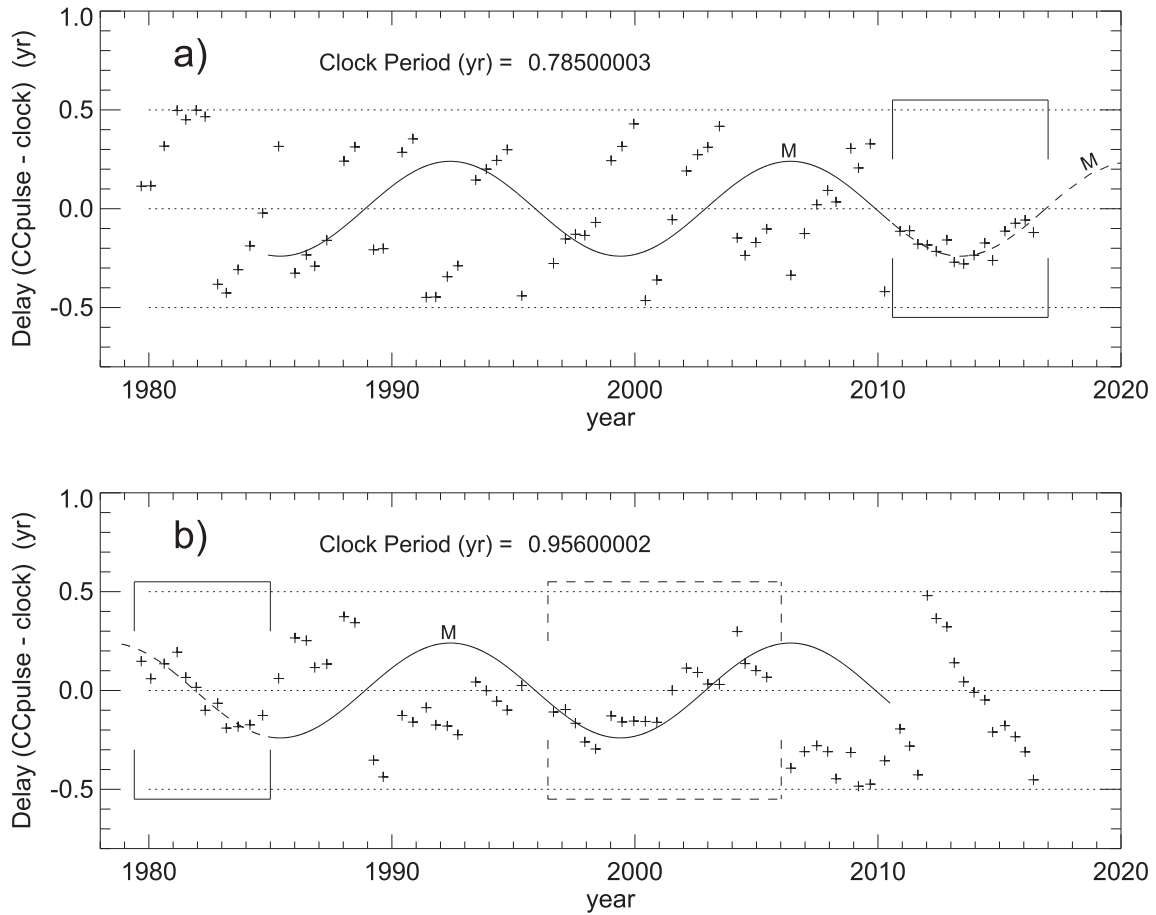 1.0
a)
Clock Period (yr) = 0.78500003
0.5
M
M
0.0
-0.5
Delay (CCpulse - clock) (yr)
1980 1990 2000 2010 2020
year
1.0
b)
Clock Period (yr) = 0.95600002
0.5
M
0.0
-0.5
Delay (CCpulse - clock) (yr)
1980 1990 2000 2010 2020
year